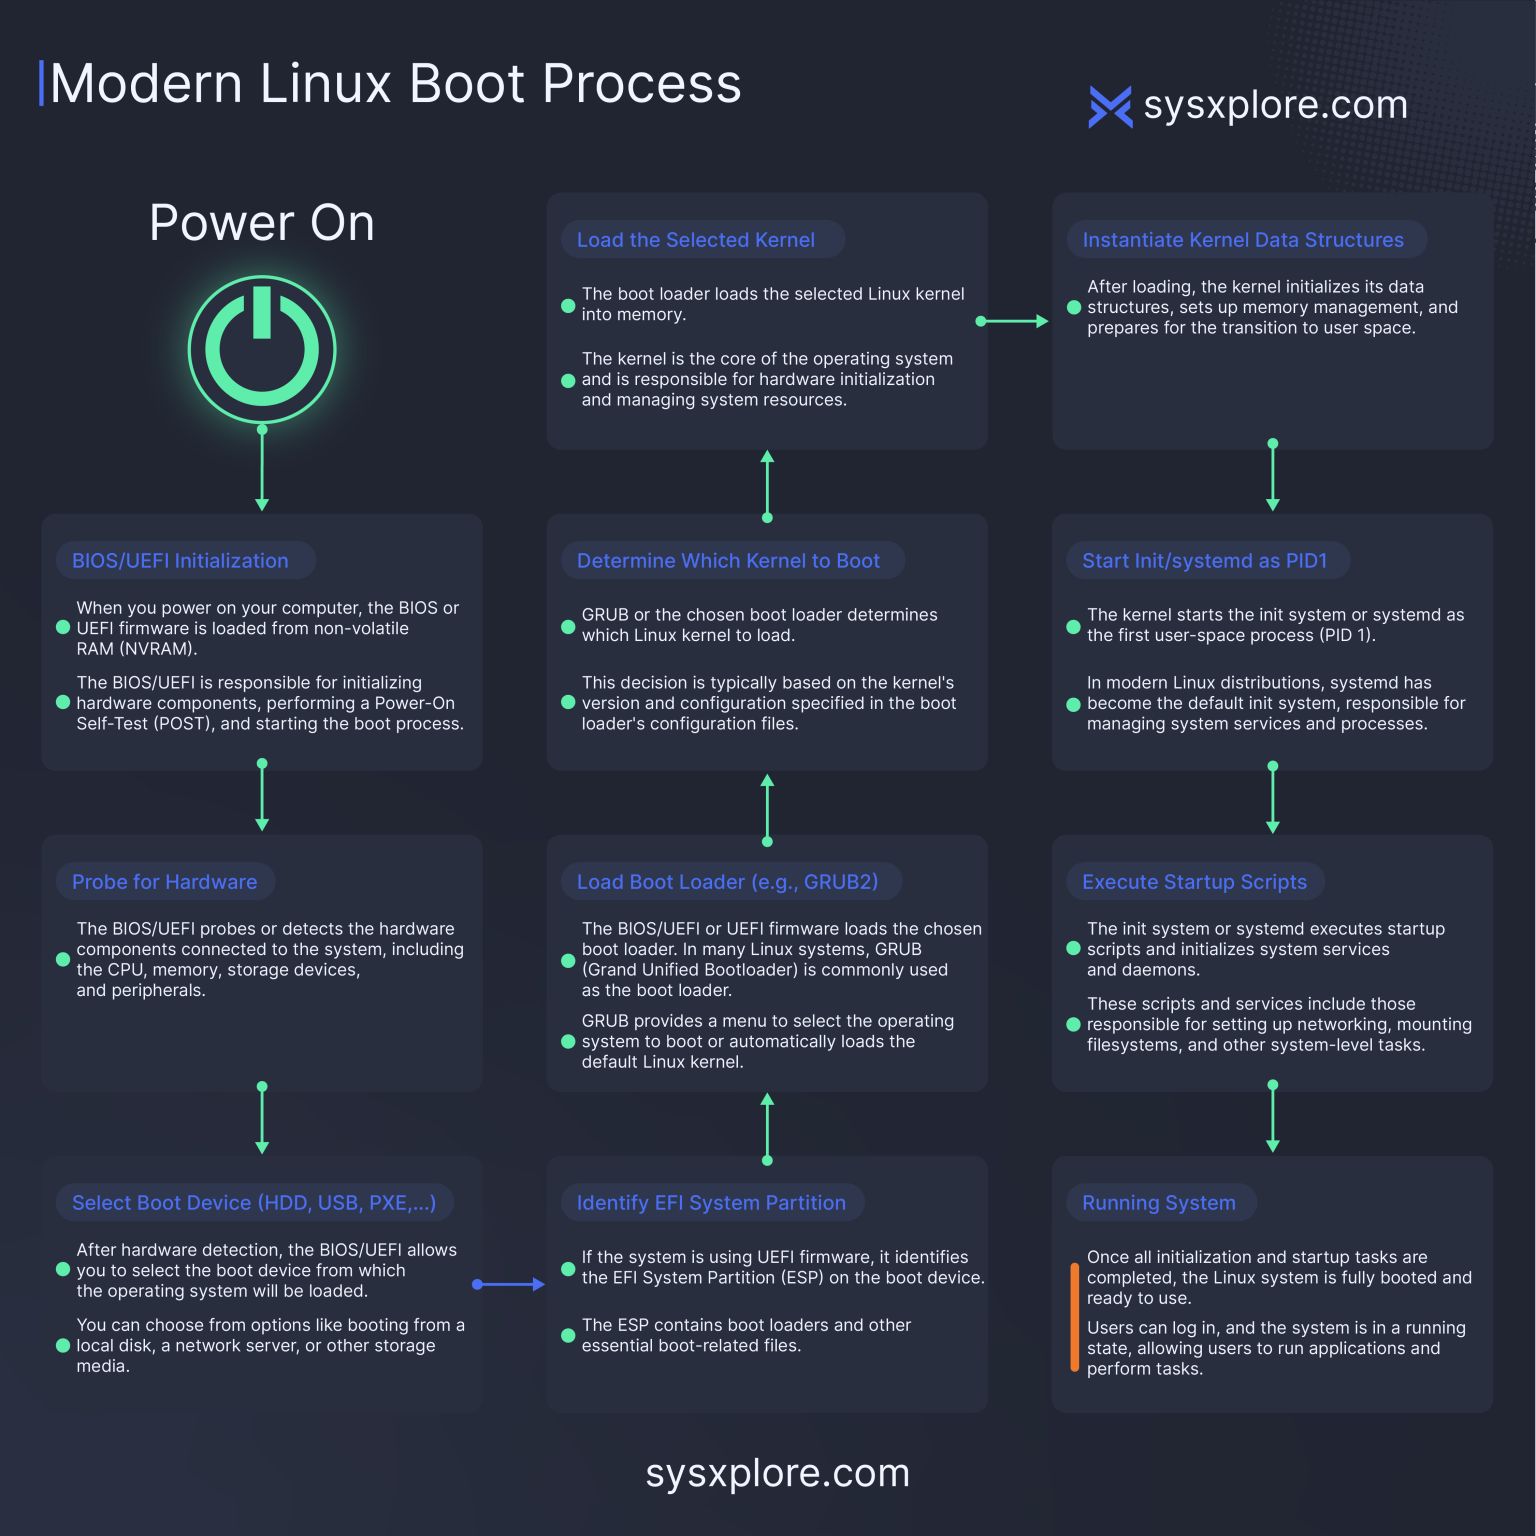 Modern Linux Boot Process
sysxplore.com
Power On
BIOS/UEFI Initialization
When you power on your computer, the BIOS or
UEFI firmware is loaded from non-volatile
RAM (NVRAM).
The BIOS/UEFI is responsible for initializing
hardware components, performing a Power-On
Self-Test (POST), and starting the boot process.
Probe for Hardware
The BIOS/UEFI probes or detects the hardware
components connected to the system, including
the CPU, memory, storage devices,
and peripherals.
Select Boot Device (HDD, USB, PXE,...)
After hardware detection, the BIOS/UEFI allows
you to select the boot device from which
the operating system will be loaded.
You can choose from options like booting from a
local disk, a network server, or other storage
media.
Identify EFI System Partition
If the system is using UEFI firmware, it identifies
the EFI System Partition (ESP) on the boot device.
The ESP contains boot loaders and other
essential boot-related files.
Load Boot Loader (e.g., GRUB2)
The BIOS/UEFI or UEFI firmware loads the chosen
boot loader. In many Linux systems, GRUB
(Grand Unified Bootloader) is commonly used
as the boot loader.
GRUB provides a menu to select the operating
system to boot or automatically loads the
default Linux kernel.
Determine Which Kernel to Boot
GRUB or the chosen boot loader determines
which Linux kernel to load.
This decision is typically based on the kernel's
version and configuration specified in the boot
loader's configuration files.
Load the Selected Kernel
The boot loader loads the selected Linux kernel
into memory.
The kernel is the core of the operating system
and is responsible for hardware initialization
and managing system resources.
Instantiate Kernel Data Structures
After loading, the kernel initializes its data
structures, sets up memory management, and
prepares for the transition to user space.
Start Init/systemd as PID1
The kernel starts the init system or systemd as
the first user-space process (PID 1).
In modern Linux distributions, systemd has
become the default init system, responsible for
managing system services and processes.
Execute Startup Scripts
The init system or systemd executes startup
scripts and initializes system services
and daemons.
These scripts and services include those
responsible for setting up networking, mounting
filesystems, and other system-level tasks.
Running System
Once all initialization and startup tasks are
completed, the Linux system is fully booted and
ready to use.
Users can log in, and the system is in a running
state, allowing users to run applications and
perform tasks.
sysxplore.com